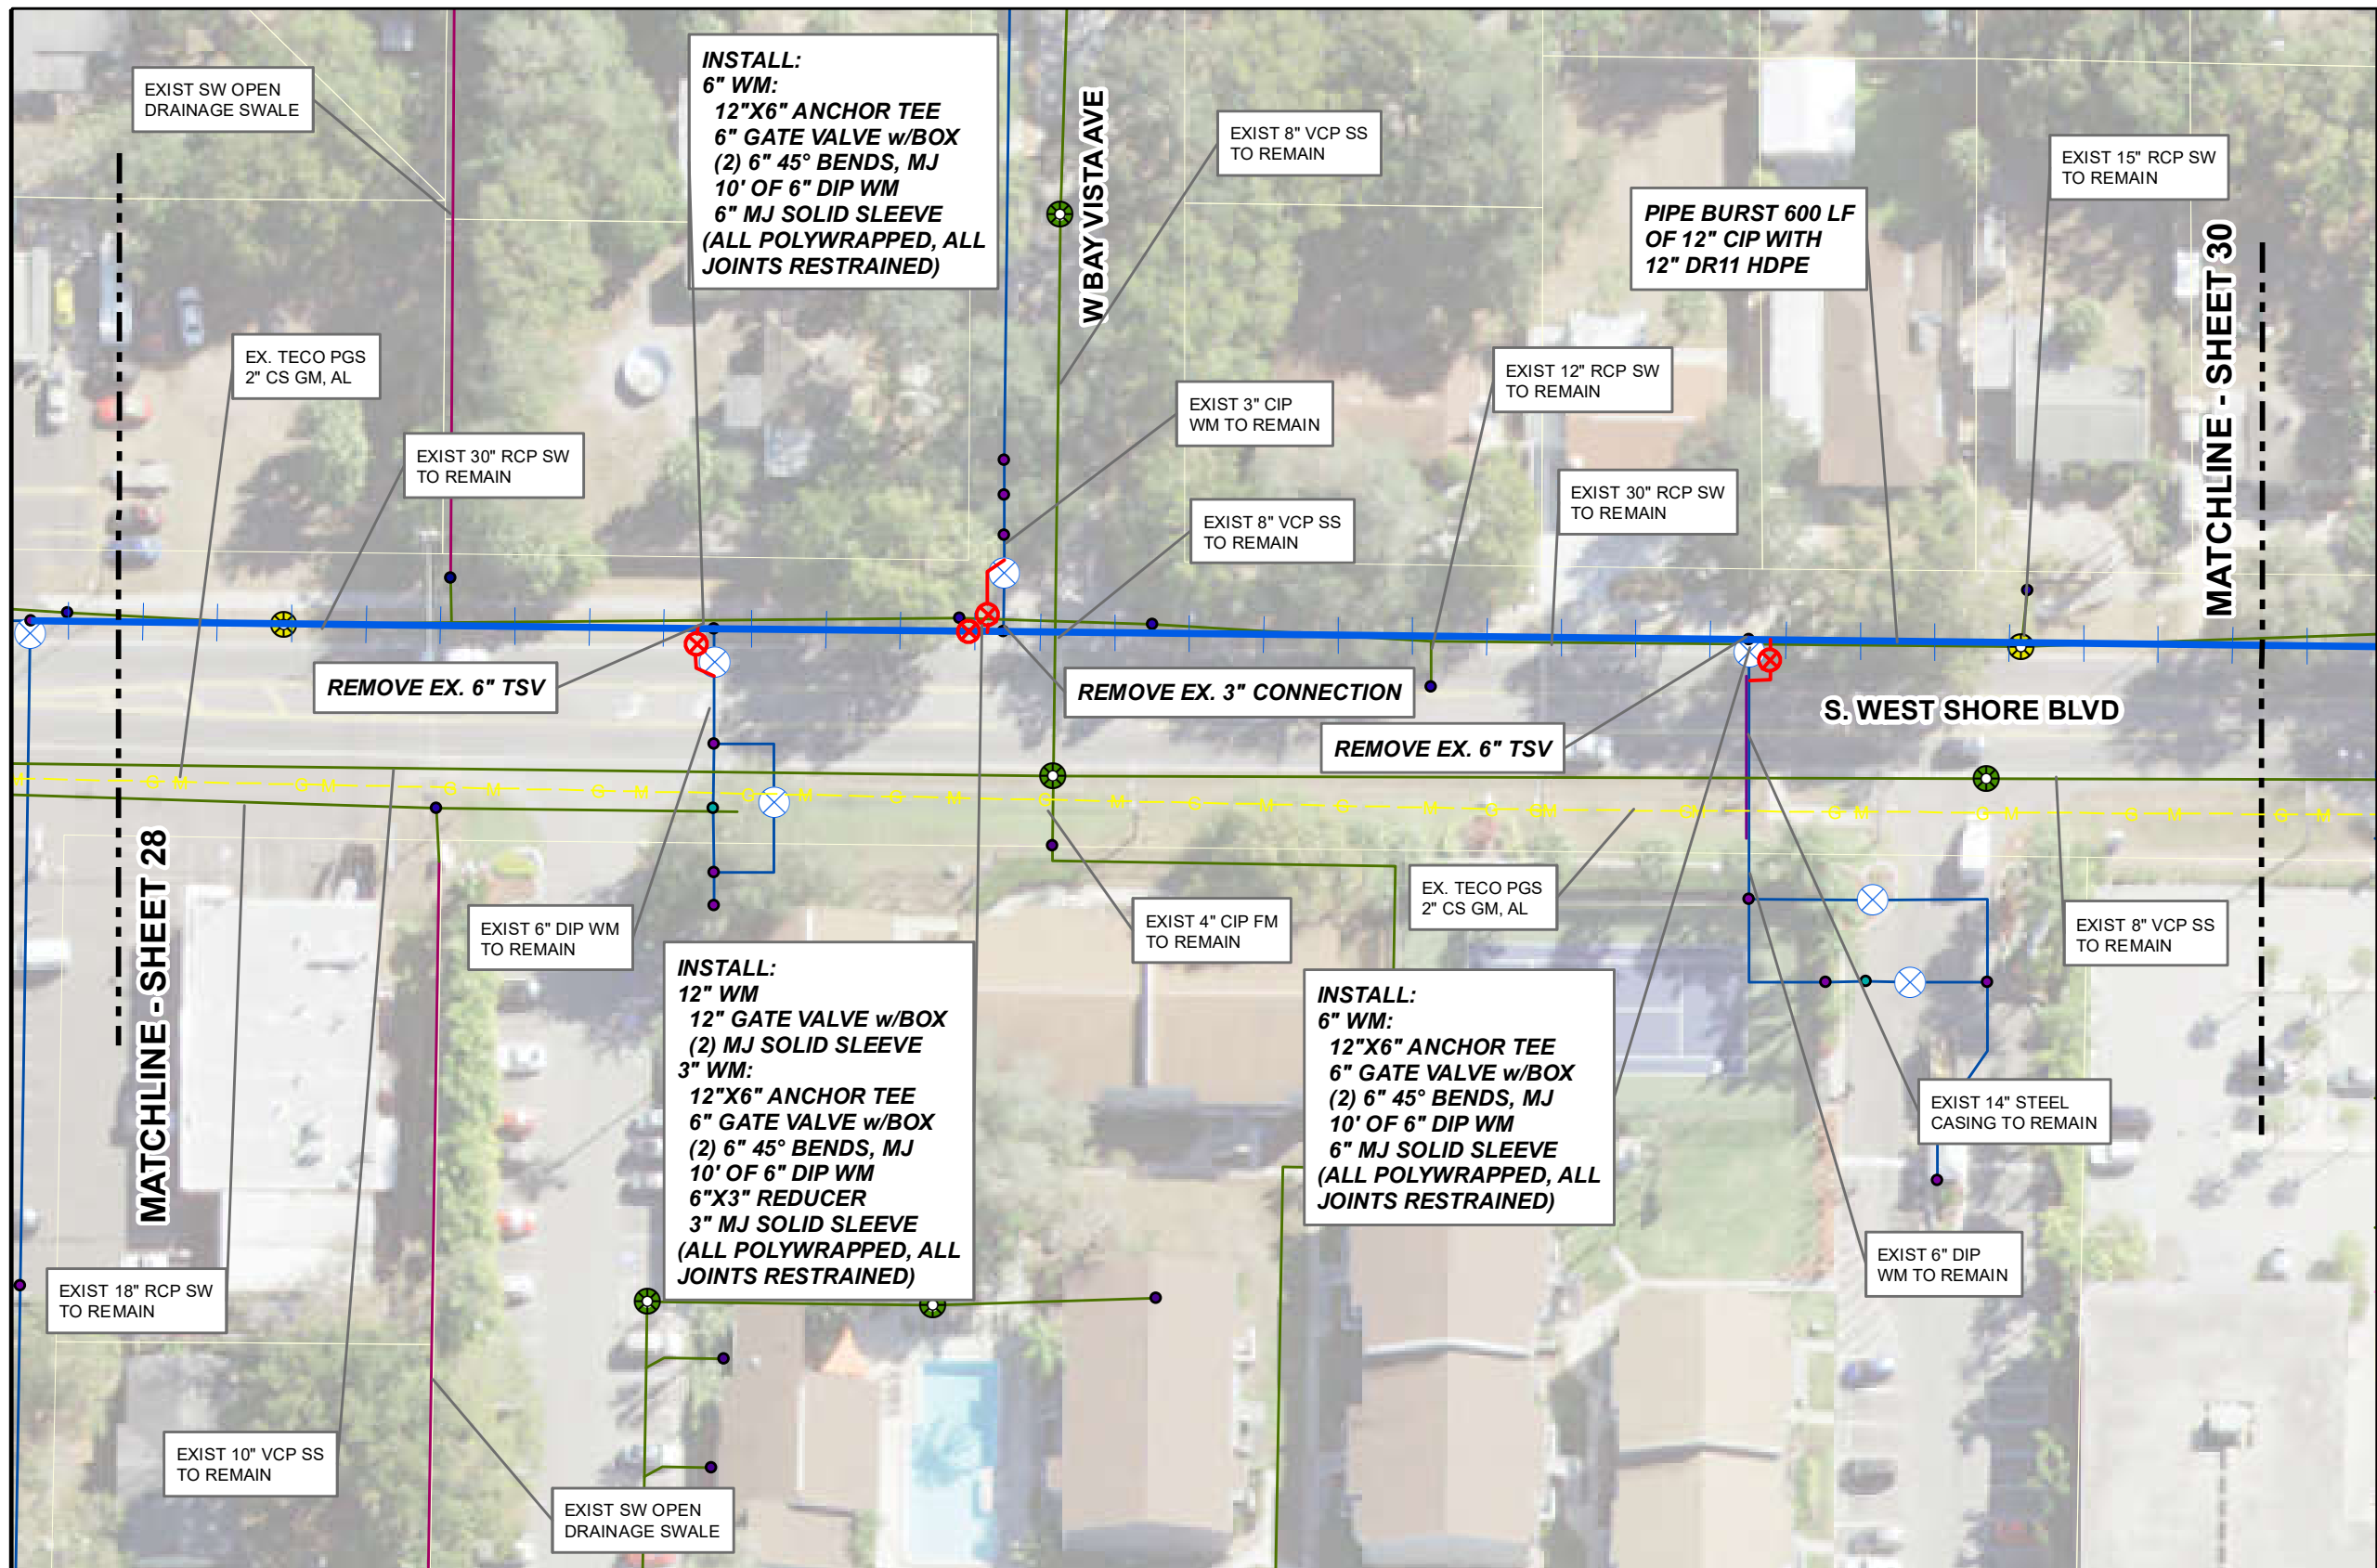 EXIST SW OPEN
DRAINAGE SWALE
INSTALL:
6" WM:
12"X6" ANCHOR TEE
6" GATE VALVE w/BOX
(2) 6" 45° BENDS, MJ
10' OF 6" DIP WM
6" MJ SOLID SLEEVE
(ALL POLYWRAPPED, ALL
JOINTS RESTRAINED)
W BAY VISTA AVE
EXIST 8" VCP SS
TO REMAIN
PIPE BURST 600 LF
OF 12" CIP WITH
12" DR11 HDPE
EXIST 15" RCP SW
TO REMAIN
MATCHLINE - SHEET 30
EX. TECO PGS
2" CS GM, AL
EXIST 30" RCP SW
TO REMAIN
EXIST 3" CIP
WM TO REMAIN
EXIST 12" RCP SW
TO REMAIN
EXIST 8" VCP SS
TO REMAIN
EXIST 30" RCP SW
TO REMAIN
REMOVE EX. 6" TSV
REMOVE EX. 3" CONNECTION
REMOVE EX. 6" TSV
S. WEST SHORE BLVD
M G M G M G M G M G M G M G M G M G M G M G M G M G M G M G M
MATCHLINE - SHEET 28
EXIST 6" DIP WM
TO REMAIN
EXIST 4" CIP FM
TO REMAIN
EX. TECO PGS
2" CS GM, AL
EXIST 8" VCP SS
TO REMAIN
INSTALL:
12" WM
12" GATE VALVE w/BOX
(2) MJ SOLID SLEEVE
3" WM:
12"X6" ANCHOR TEE
6" GATE VALVE w/BOX
(2) 6" 45° BENDS, MJ
10' OF 6" DIP WM
6"X3" REDUCER
3" MJ SOLID SLEEVE
(ALL POLYWRAPPED, ALL
JOINTS RESTRAINED)
INSTALL:
6" WM:
12"X6" ANCHOR TEE
6" GATE VALVE w/BOX
(2) 6" 45° BENDS, MJ
10' OF 6" DIP WM
6" MJ SOLID SLEEVE
(ALL POLYWRAPPED, ALL
JOINTS RESTRAINED)
EXIST 14" STEEL
CASING TO REMAIN
EXIST 6" DIP
WM TO REMAIN
EXIST 18" RCP SW
TO REMAIN
EXIST 10" VCP SS
TO REMAIN
EXIST SW OPEN
DRAINAGE SWALE